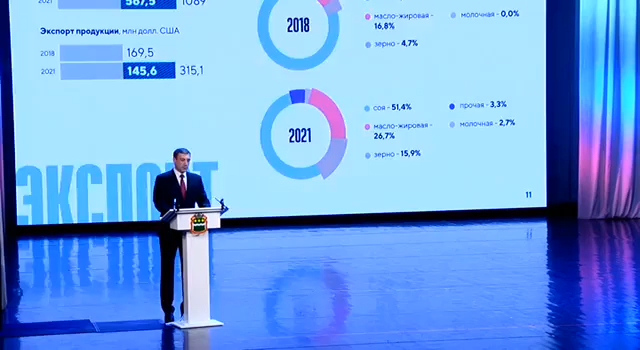 2021 567,5 1089
Экспорт продукции, млн долл. США
2018 169,5
2021 145,6 315,1
2018
масло-жировая - 16,8%
молочная - 0,0%
зерно - 4,7%
2021
соя - 51,4%
прочая - 3,3%
масло-жировая - 26,7%
молочная - 2,7%
зерно - 15,9%
ЭКСПОРТ
11